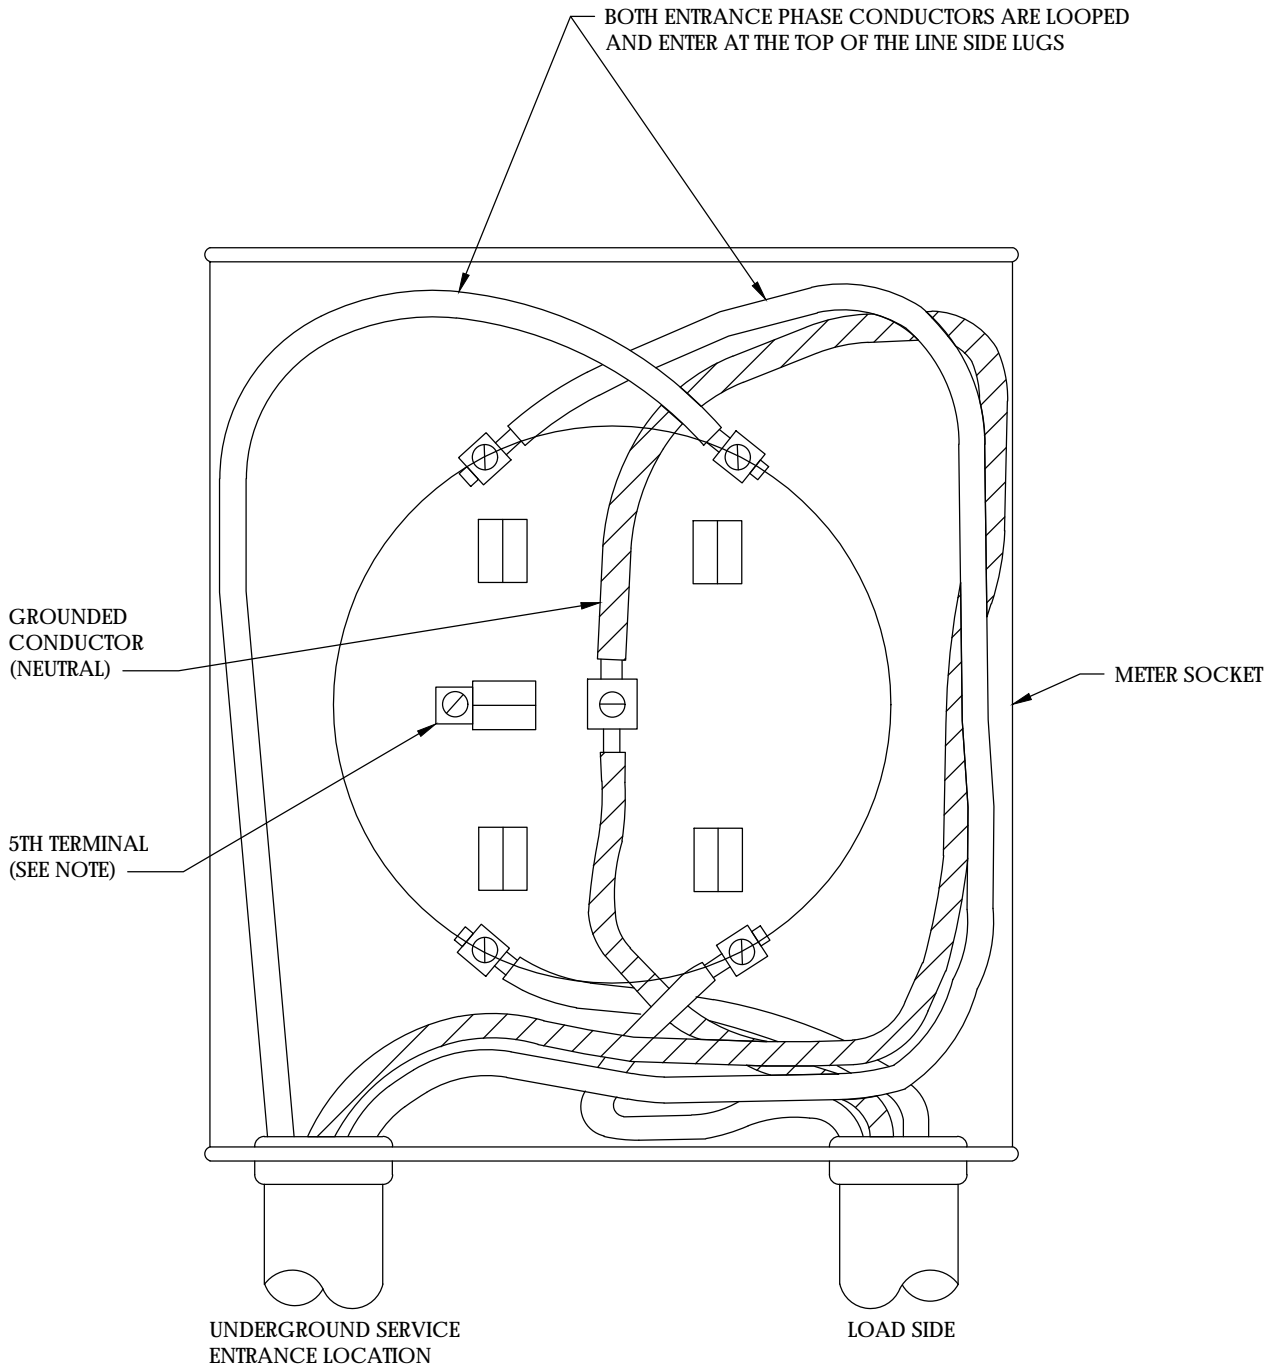 BOTH ENTRANCE PHASE CONDUCTORS ARE LOOPED
AND ENTER AT THE TOP OF THE LINE SIDE LUGS
GROUNDED
CONDUCTOR
(NEUTRAL)
METER SOCKET
5TH TERMINAL
(SEE NOTE)
UNDERGROUND SERVICE
ENTRANCE LOCATION
LOAD SIDE